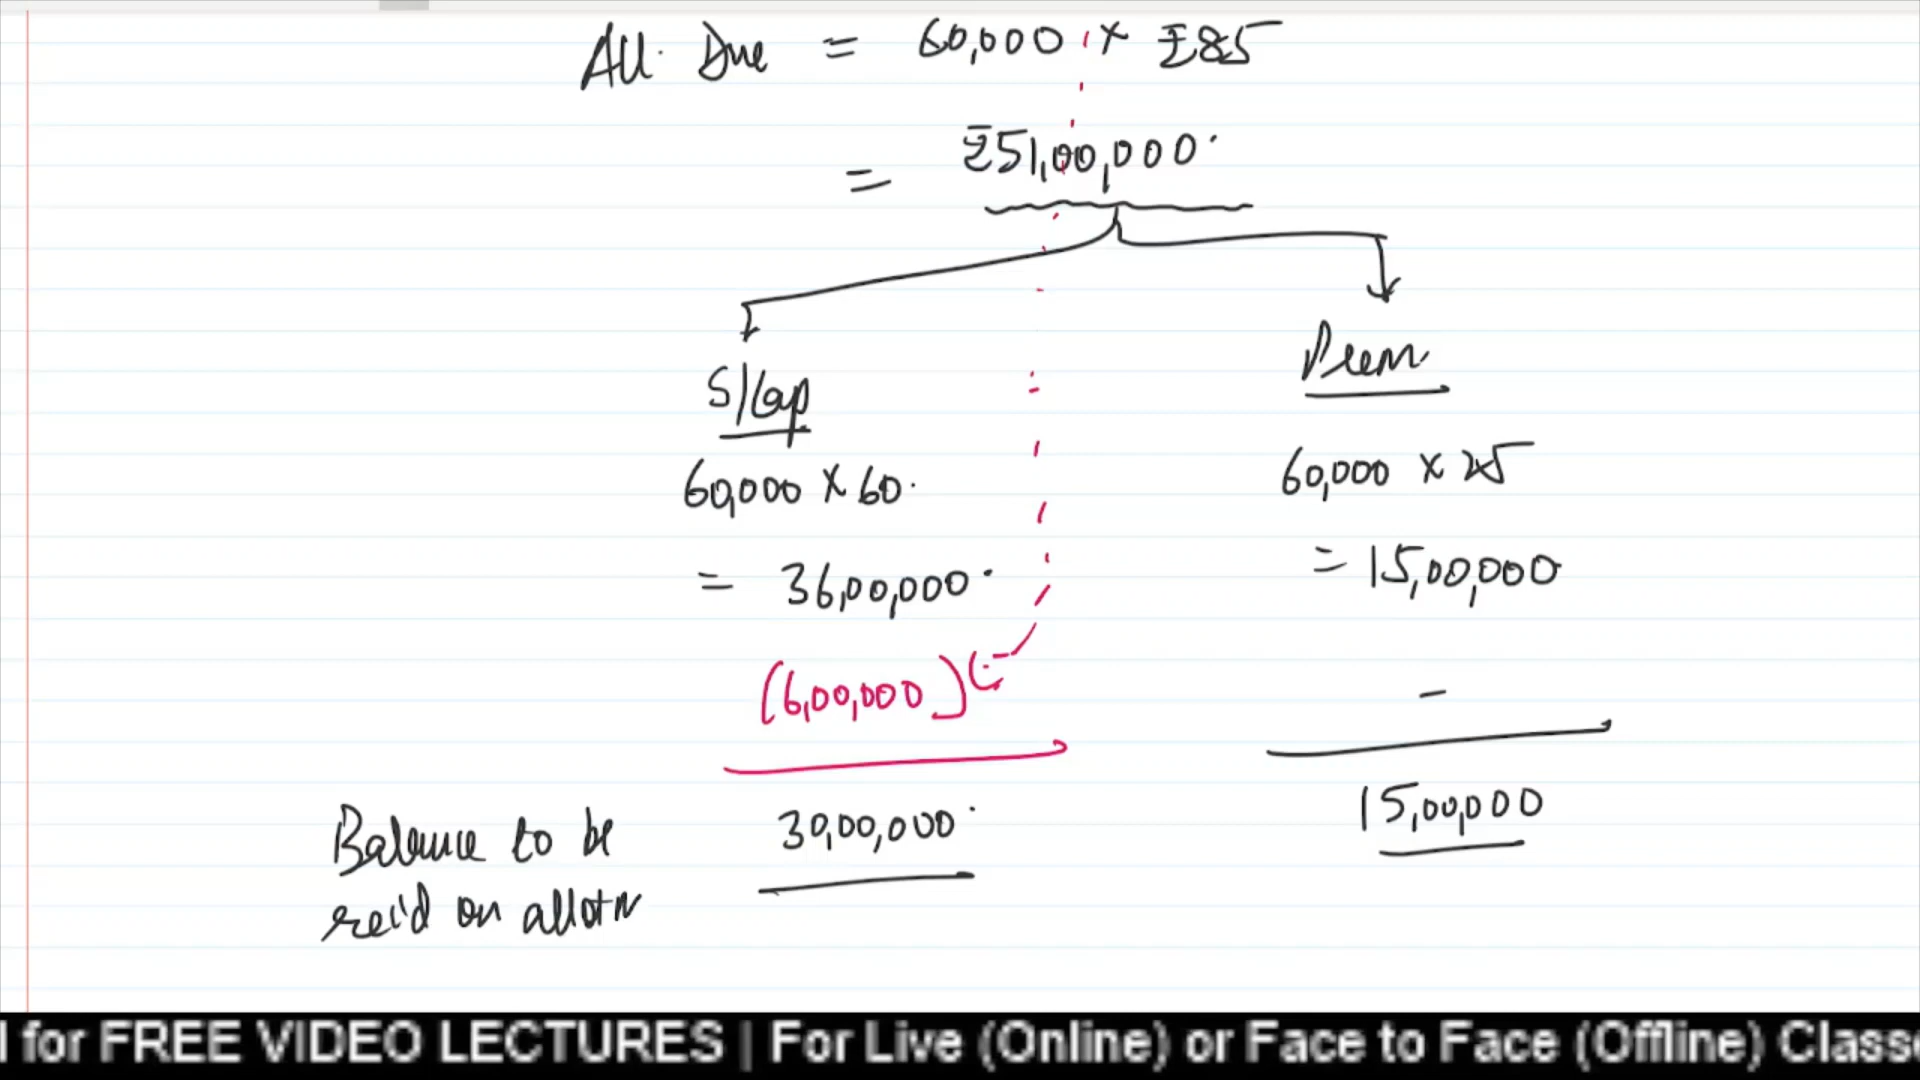 All. Due = 60,000 x ₹85
= ₹51,00,000.
S/Cap
Prem
60,000 x 60.
60,000 x 25
= 36,00,000.
= 15,00,000
(6,00,000)
-
Balance to be 30,00,000.
15,00,000
rec'd on allotn
l for FREE VIDEO LECTURES | For Live (Online) or Face to Face (Offline) Classe